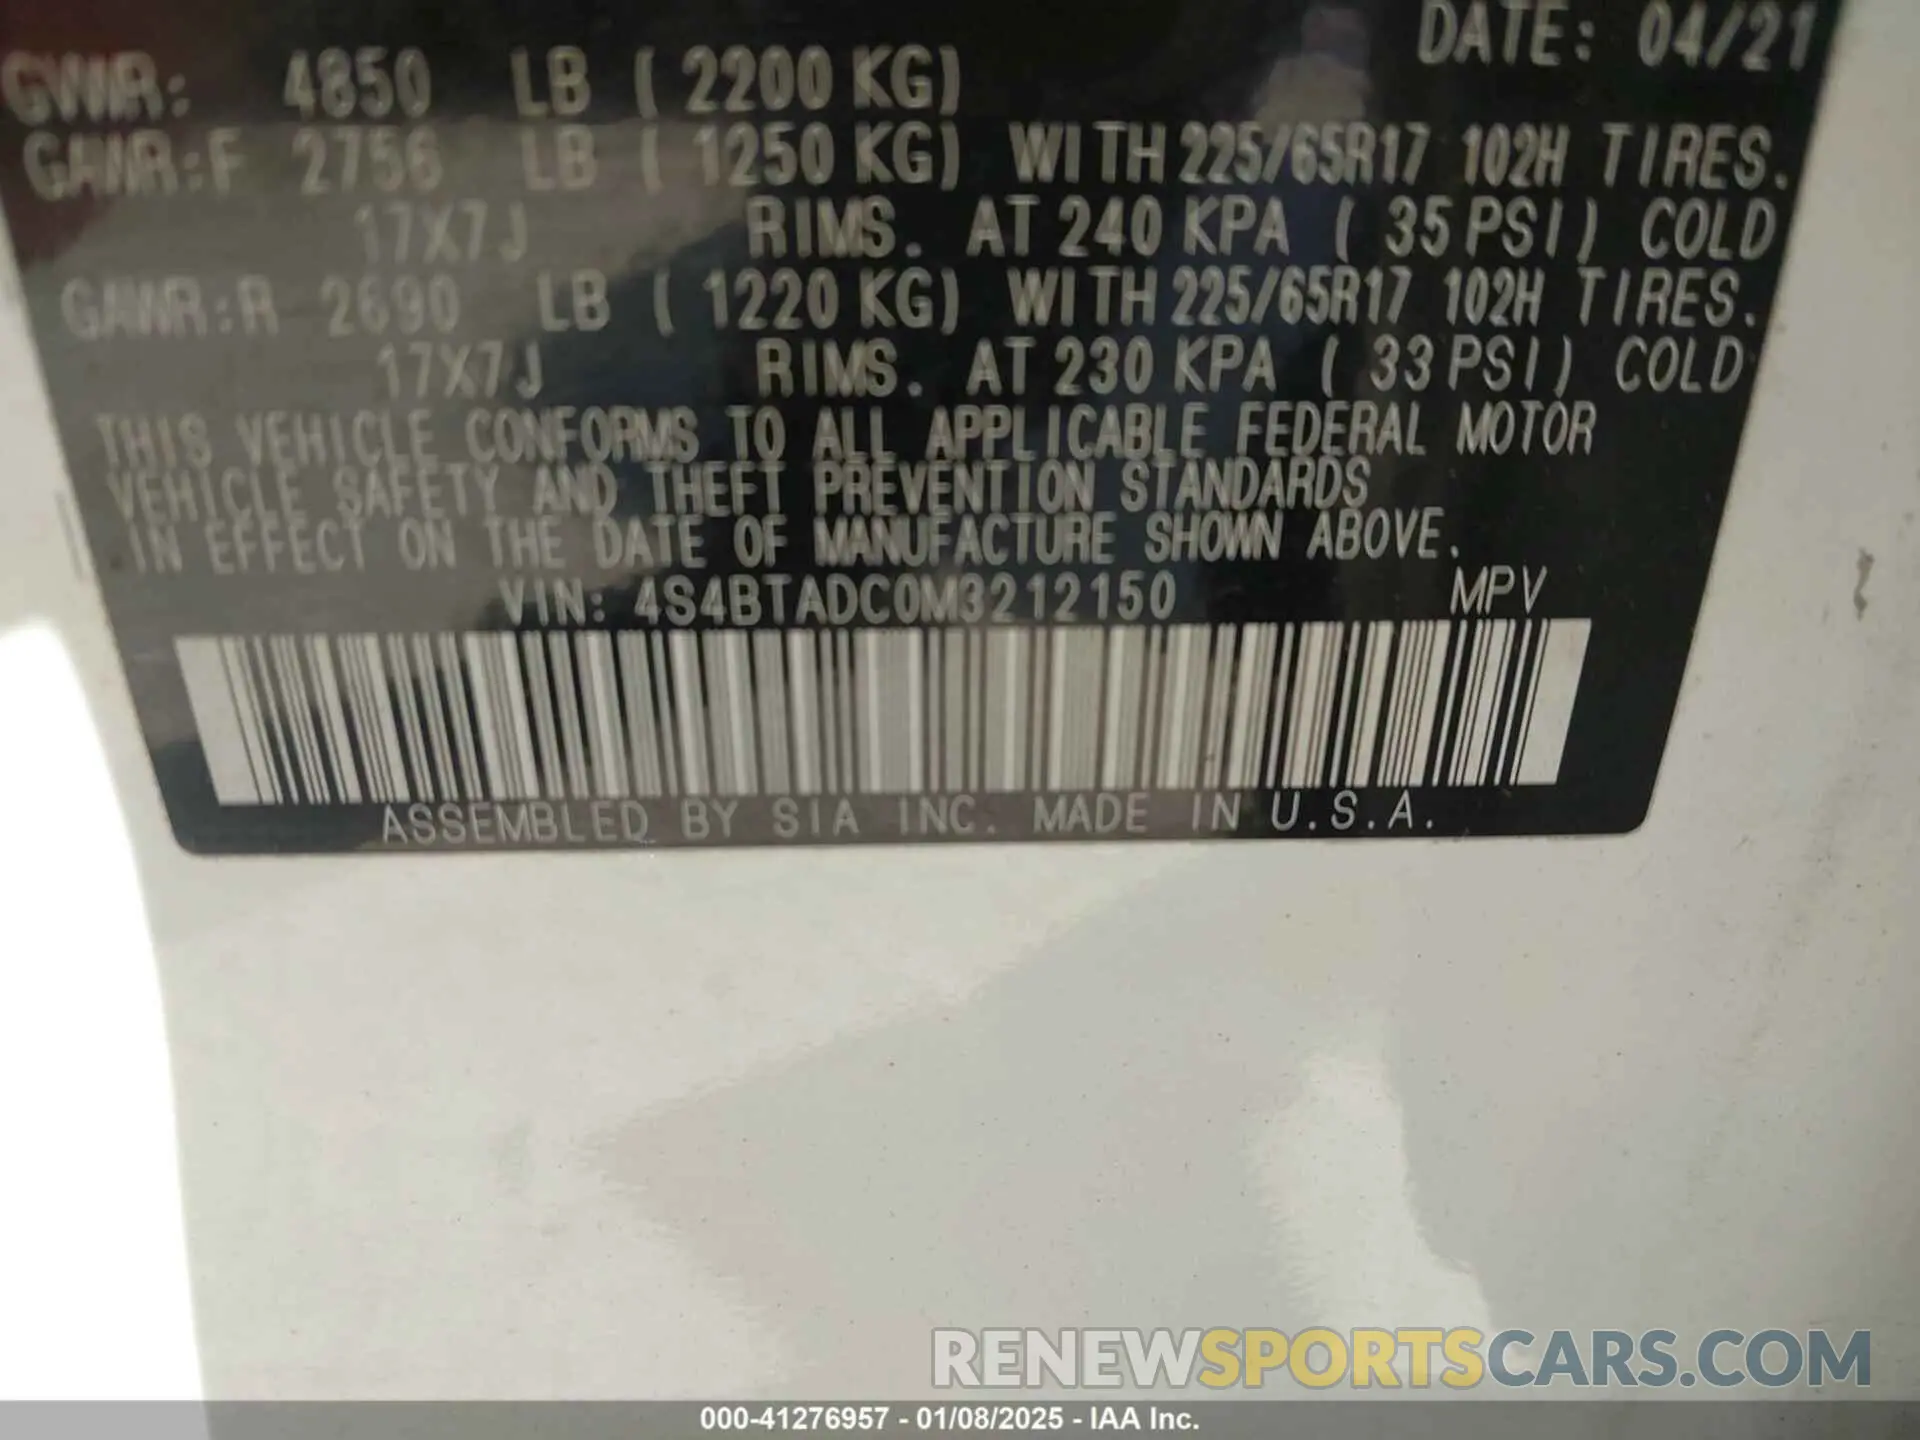 DATE: 04/21
GVWR: 4850 LB ( 2200 KG)
GAWR:F 2756 LB ( 1250 KG) WITH 225/65R17 102H TIRES.
17X7J RIMS. AT 240 KPA ( 35 PSI) COLD
GAWR:R 2690 LB ( 1220 KG) WITH 225/65R17 102H TIRES.
17X7J RIMS. AT 230 KPA ( 33 PSI) COLD
THIS VEHICLE CONFORMS TO ALL APPLICABLE FEDERAL MOTOR
VEHICLE SAFETY AND THEFT PREVENTION STANDARDS
IN EFFECT ON THE DATE OF MANUFACTURE SHOWN ABOVE.
VIN: 4S4BTADC0M3212150 MPV
ASSEMBLED BY SIA INC. MADE IN U.S.A.
RENEWSPORTSCARS.COM
000-41276957 - 01/08/2025 - IAA Inc.